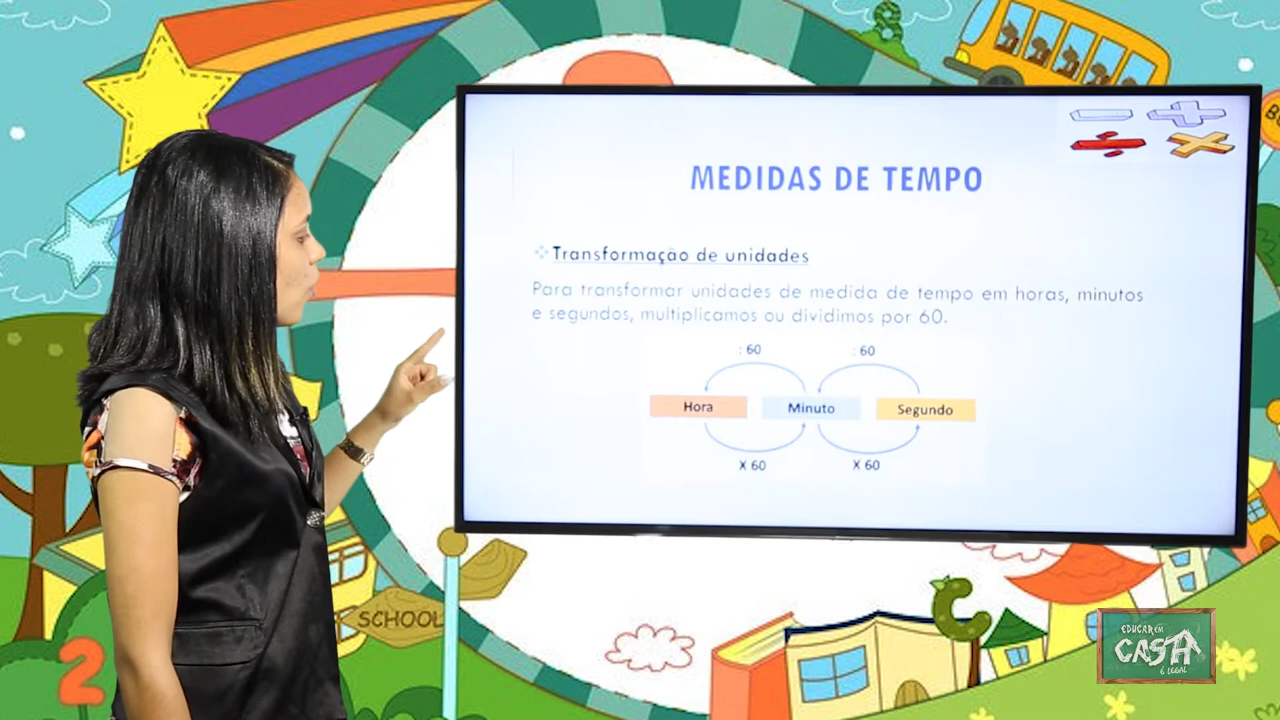 MEDIDAS DE TEMPO
Transformação de unidades
Para transformar unidades de medida de tempo em horas, minutos
e segundos, multiplicamos ou dividimos por 60.
: 60 : 60
Hora Minuto Segundo
X 60 X 60
SCHOOL
2
EDUCAR EM
CASA
É LEGAL